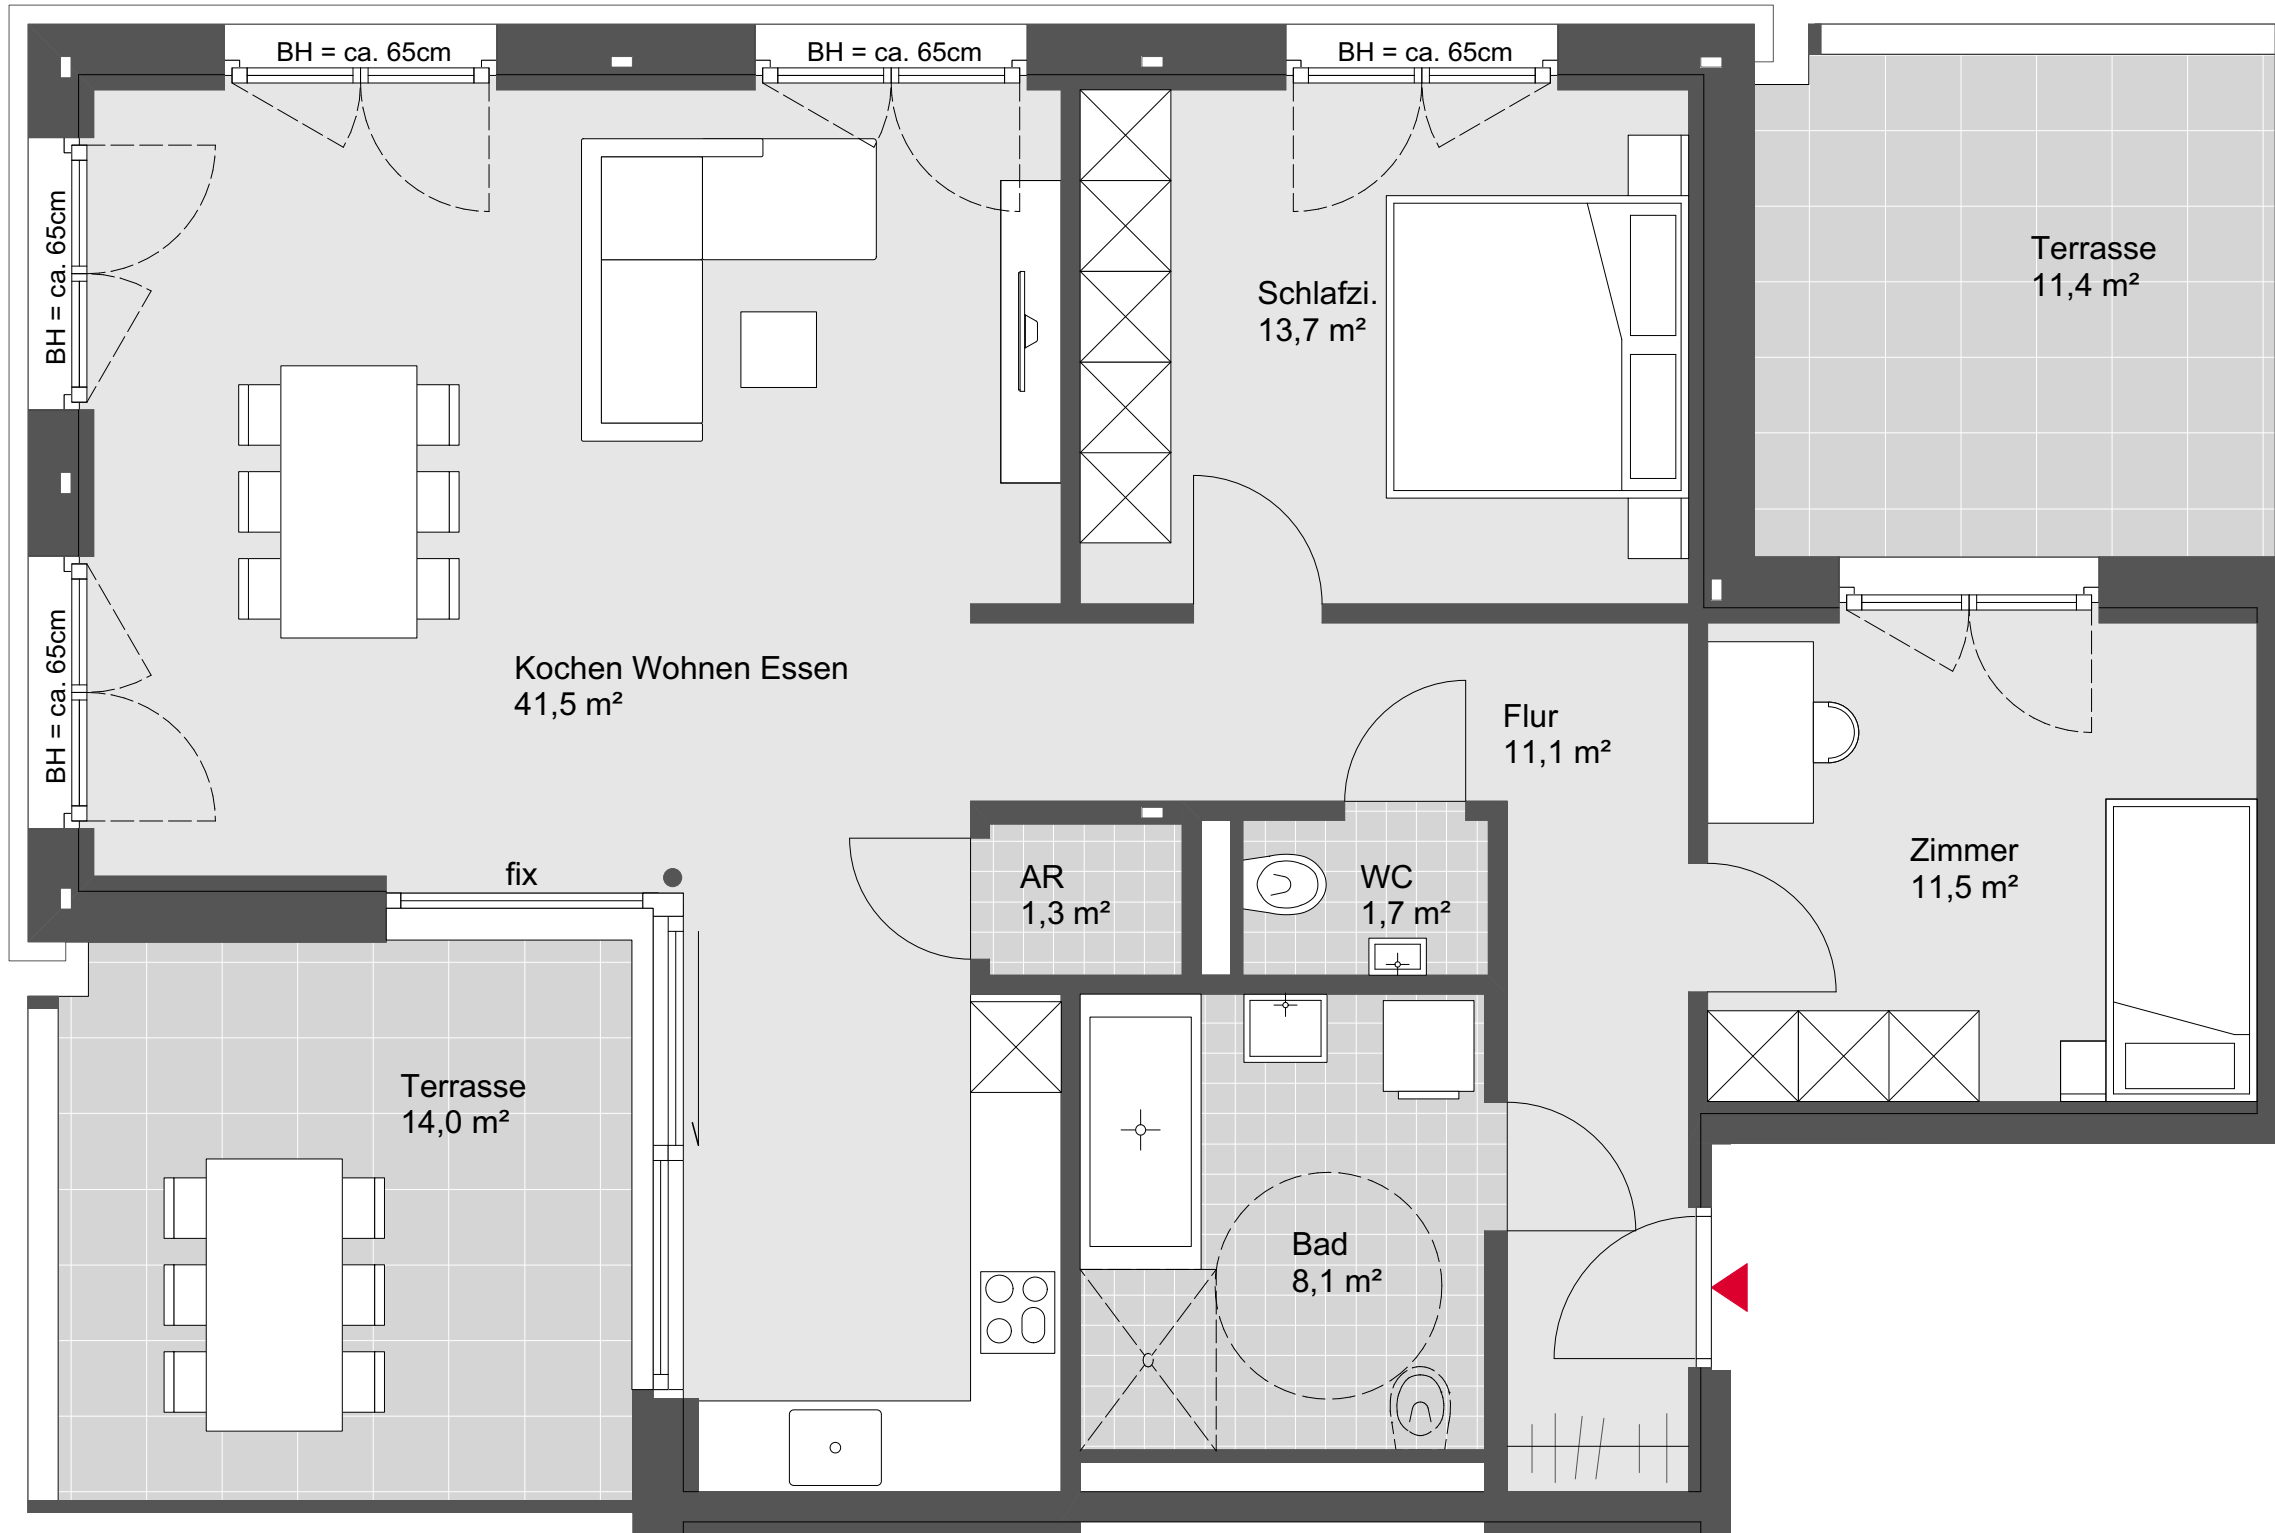 BH = ca. 65cm
BH = ca. 65cm
BH = ca. 65cm
BH = ca. 65cm
Terrasse
11,4 m²
Schlafzi.
13,7 m²
BH = ca. 65cm
Kochen Wohnen Essen
41,5 m²
Flur
11,1 m²
Zimmer
11,5 m²
fix
AR
1,3 m²
WC
1,7 m²
Terrasse
14,0 m²
Bad
8,1 m²